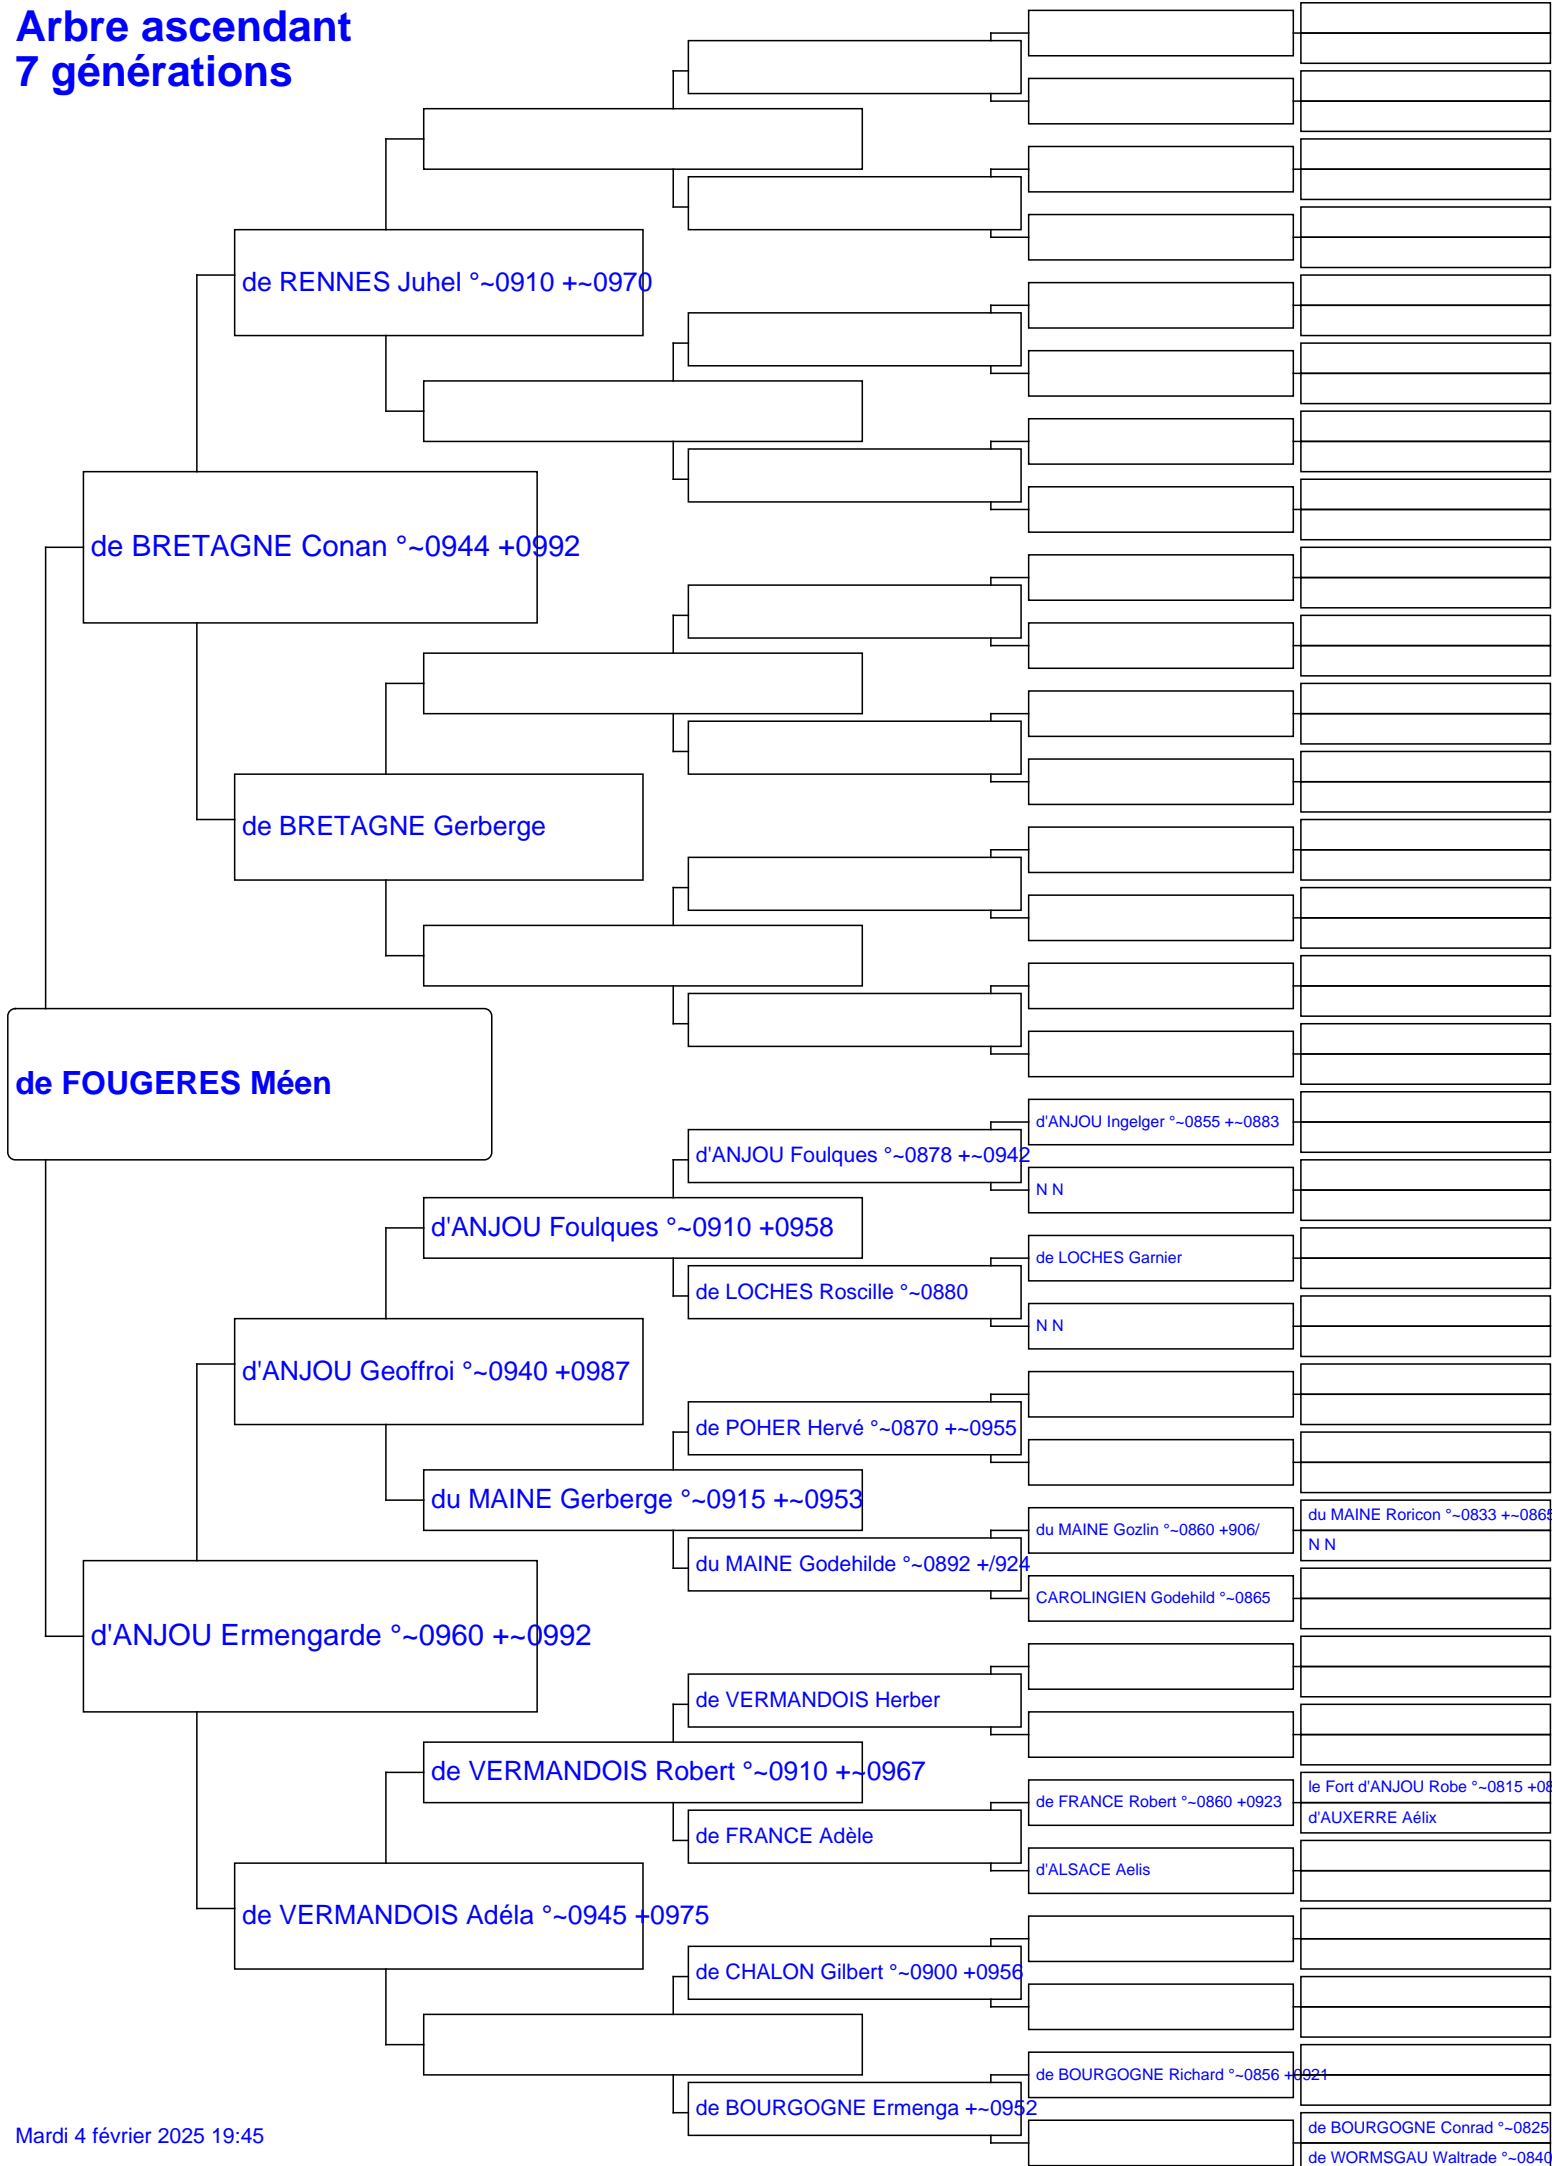 Arbre ascendant
7 générations
de RENNES Juhel °~0910 +~0970
de BRETAGNE Conan °~0944 +0992
de BRETAGNE Gerberge
de FOUGERES Méen
d'ANJOU Ingelger °~0855 +~0883
d'ANJOU Foulques °~0878 +~0942
N N
d'ANJOU Foulques °~0910 +0958
de LOCHES Garnier
de LOCHES Roscille °~0880
N N
d'ANJOU Geoffroi °~0940 +0987
de POHER Hervé °~0870 +~0955
du MAINE Gerberge °~0915 +~0953
du MAINE Roricon °~0833 +~0865
du MAINE Gozlin °~0860 +906/
N N
du MAINE Godehilde °~0892 +/924
CAROLINGIEN Godehild °~0865
d'ANJOU Ermengarde °~0960 +~0992
de VERMANDOIS Herber
de VERMANDOIS Robert °~0910 +~0967
le Fort d'ANJOU Robe °~0815 +08
de FRANCE Robert °~0860 +0923
d'AUXERRE Aélix
de FRANCE Adèle
d'ALSACE Aelis
de VERMANDOIS Adéla °~0945 +0975
de CHALON Gilbert °~0900 +0956
de BOURGOGNE Richard °~0856 +0921
de BOURGOGNE Ermenga +~0952
de BOURGOGNE Conrad °~0825
de WORMSGAU Waltrade °~0840
Mardi 4 février 2025 19:45